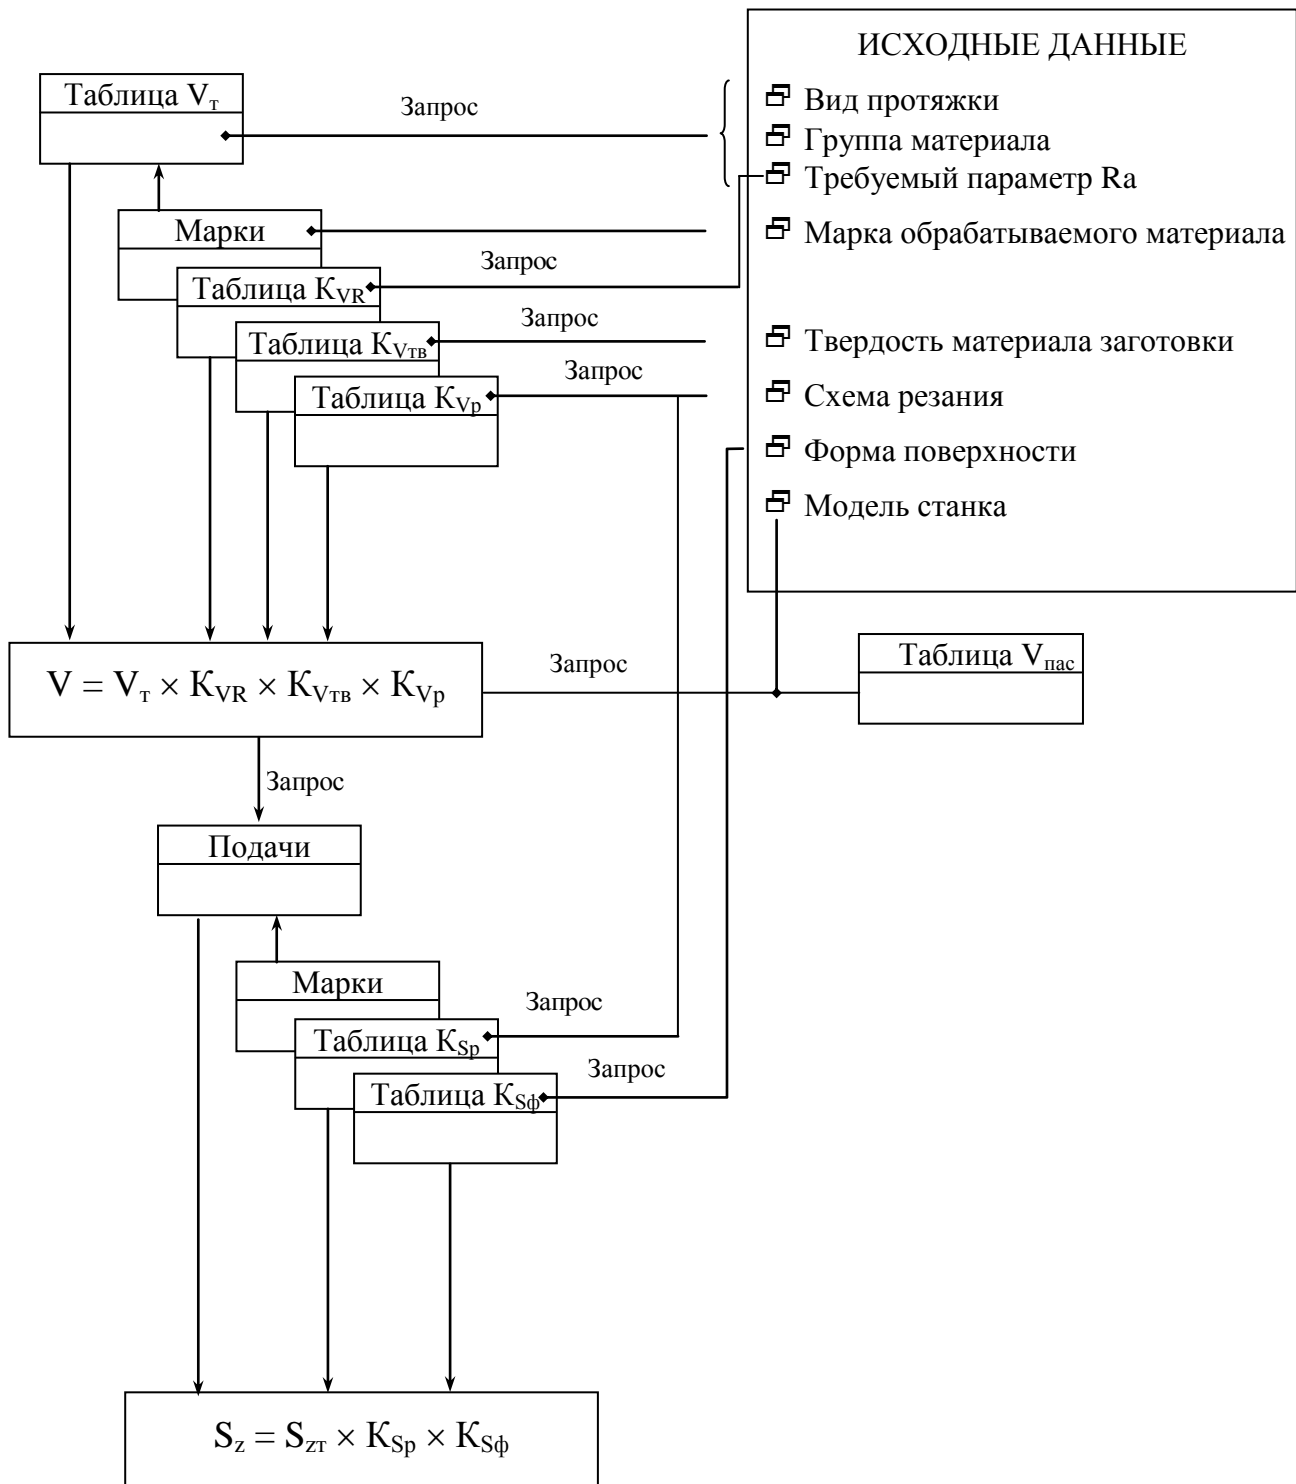 ИСХОДНЫЕ ДАННЫЕ
Вид протяжки
Группа материала
Требуемый параметр Ra
Марка обрабатываемого материала
Твердость материала заготовки
Схема резания
Форма поверхности
Модель станка
Таблица Vт
Запрос
Марки
Запрос
Таблица KVR
Запрос
Таблица KVтв
Запрос
Таблица KVр
V = Vт × KVR × KVтв × KVр
Запрос
Таблица Vпас
Запрос
Подачи
Марки
Запрос
Таблица KSp
Запрос
Таблица KSф
Sz = Szт × KSp × KSф